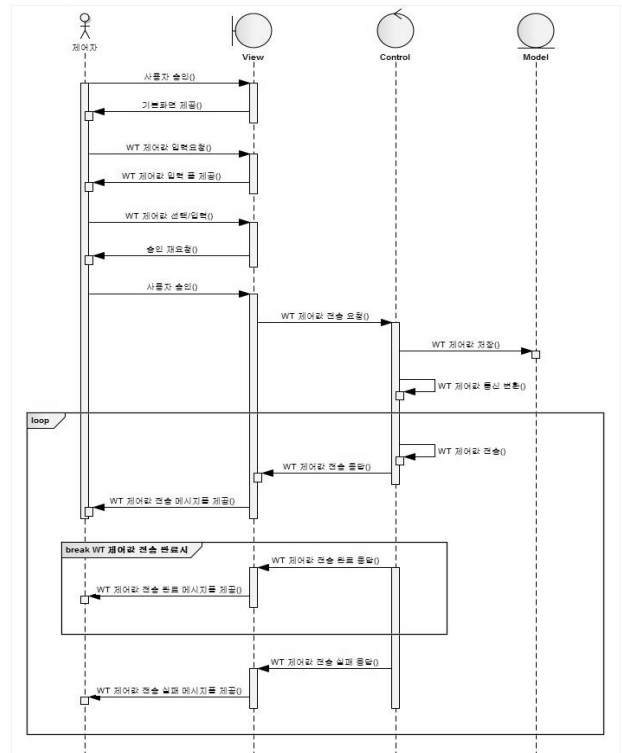 제어자
View
Control
Model
사용자 승인()
기본화면 제공()
WT 제어값 입력요청()
WT 제어값 입력 폼 제공()
WT 제어값 선택/입력()
승인 재요청()
사용자 승인()
WT 제어값 전송 요청()
WT 제어값 저장()
WT 제어값 통신 변환()
loop
WT 제어값 전송()
WT 제어값 전송 응답()
WT 제어값 전송 메시지를 제공()
break WT 제어값 전송 완료시
WT 제어값 전송 완료 응답()
WT 제어값 전송 완료 메시지를 제공()
WT 제어값 전송 실패 응답()
WT 제어값 전송 실패 메시지를 제공()